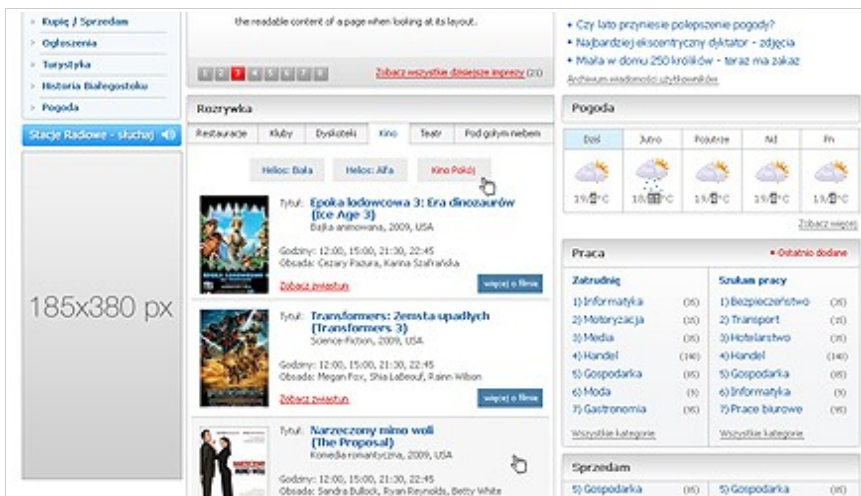 Kupię / Sprzedam
Ogłoszenia
Turystyka
Historia Białegostoku
Pogoda
Stacje Radiowe - słuchaj
185x380 px
the readable content of a page when looking at its layout.
1 2 3 4 5 6 7 8
Zobacz wszystkie dzisiejsze imprezy (21)
Rozrywka
Restauracje Kluby Dyskoteki Kino Teatr Pod gołym niebem
Helios: Biała Helios: Alfa Kino Pokój
Tytuł: Epoka lodowcowa 3: Era dinozaurów
(Ice Age 3)
Bajka animowana, 2009, USA
Godziny: 12:00, 15:00, 21:30, 22:45
Obsada: Cezary Pazura, Karina Szafrańska
Zobacz zwiastun więcej o filmie
Tytuł: Transformers: Zemsta upadłych
(Transformers 3)
Science-Fiction, 2009, USA
Godziny: 12:00, 15:00, 21:30, 22:45
Obsada: Megan Fox, Shia LaBeouf, Rainn Wilson
Zobacz zwiastun więcej o filmie
Tytuł: Narzeczony mimo woli
(The Proposal)
Komedia romantyczna, 2009, USA
Godziny: 12:00, 15:00, 21:30, 22:45
Obsada: Sandra Bullock, Ryan Reynolds, Betty White
Czy lato przyniesie polepszenie pogody?
Najbardziej ekscentryczny dyktator - zdjęcia
Miała w domu 250 królików - teraz ma zakaz
Archiwum wiadomości użytkowników
Pogoda
Dziś Jutro Pojutrze Nd Pn
Zobacz więcej
Praca Ostatnio dodane
Zatrudnię Szukam pracy
1) Informatyka 1) Bezpieczeństwo
2) Motoryzacja 2) Transport
3) Media 3) Hotelarstwo
4) Handel (140) 4) Handel (140)
5) Gospodarka 5) Gospodarka
6) Moda 6) Informatyka
7) Gastronomia 7) Prace biurowe
Wszystkie kategorie Wszystkie kategorie
Sprzedam
5) Gospodarka 5) Gospodarka